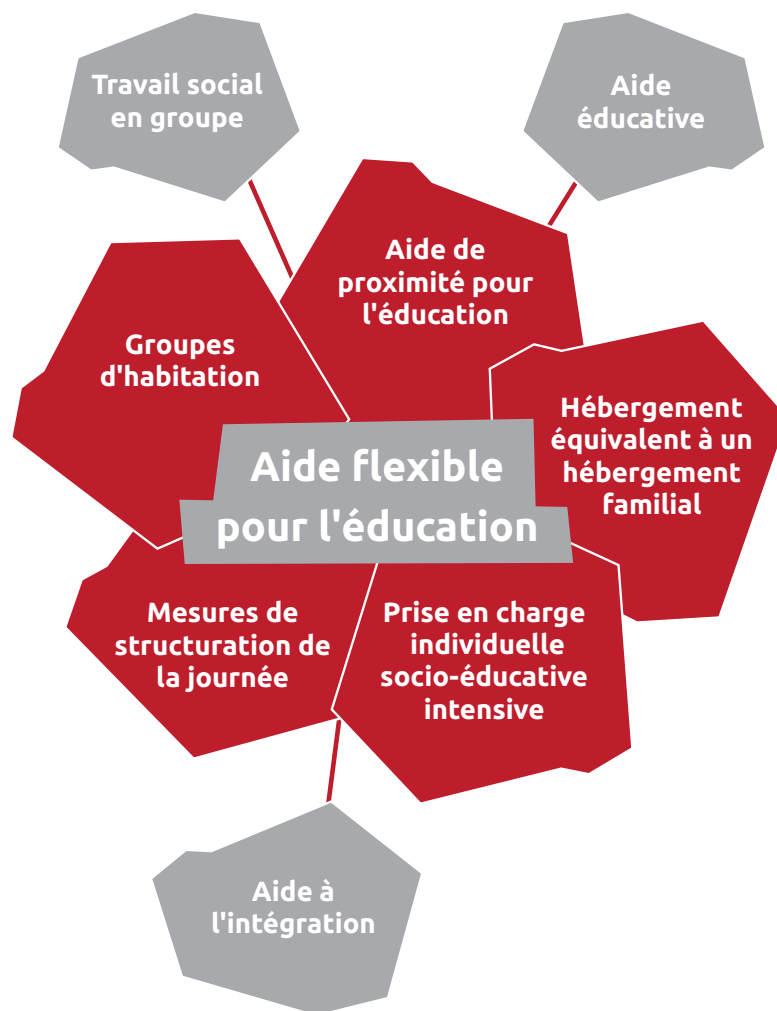 Travail social
en groupe
Aide
éducative
Aide de
proximité pour
l'éducation
Groupes
d'habitation
Hébergement
équivalent à un
hébergement
familial
Aide flexible
pour l'éducation
Mesures de
structuration de
la journée
Prise en charge
individuelle
socio-éducative
intensive
Aide à
l'intégration